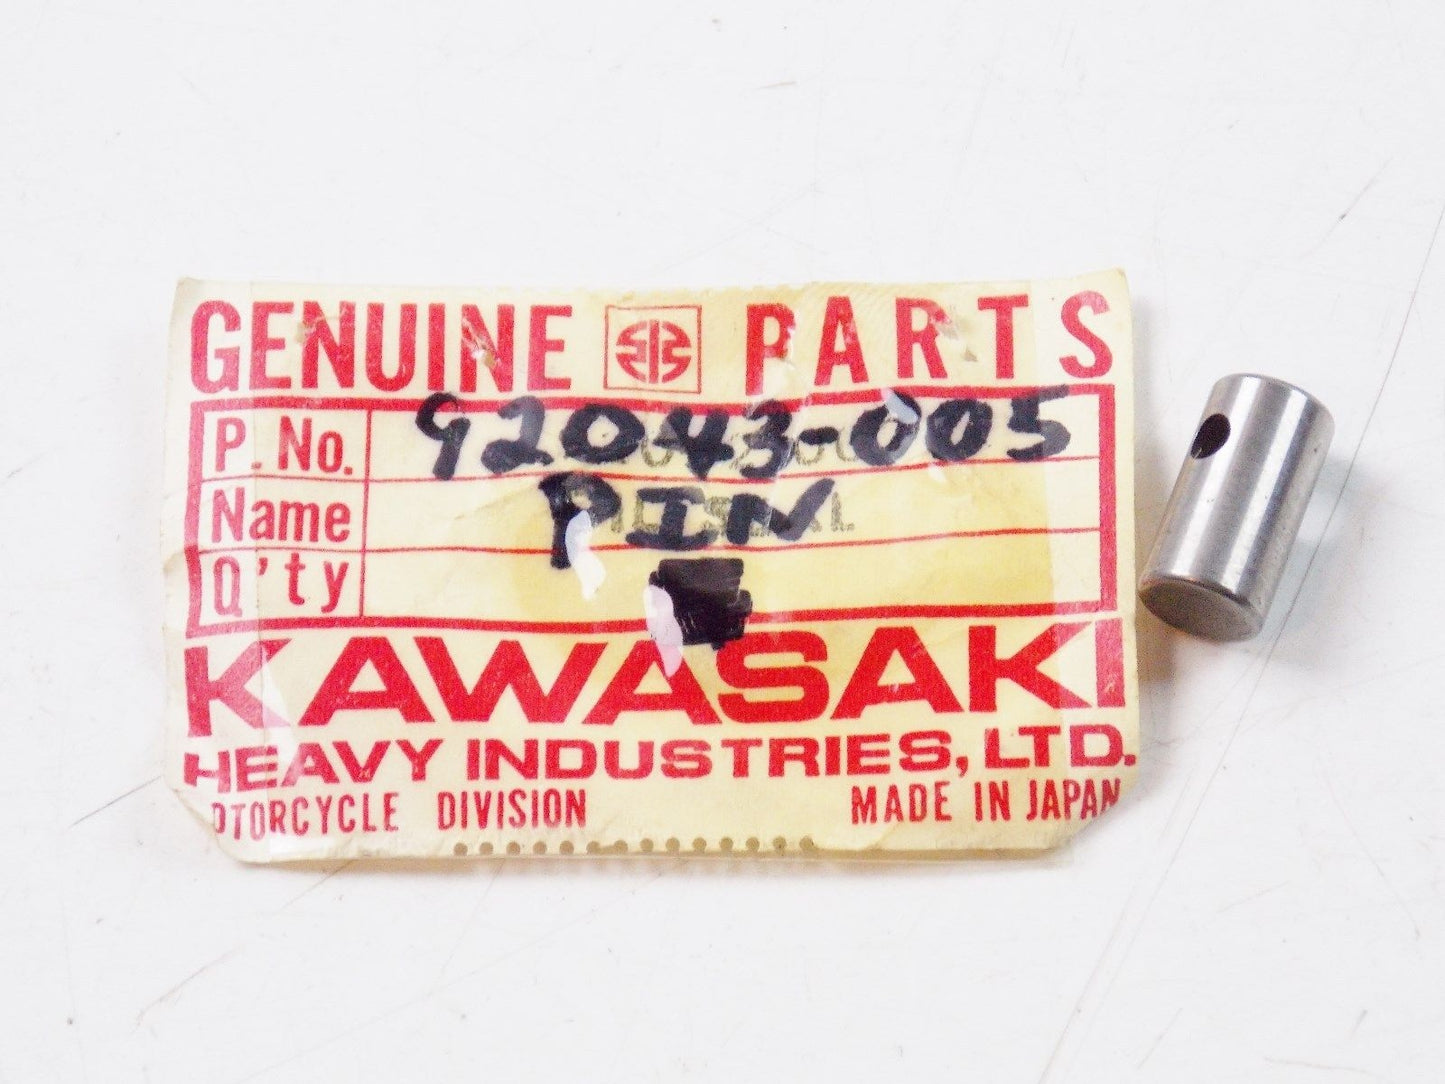 GENUINE PARTS
P. No. 92043-005
Name PIN
Q'ty
KAWASAKI
HEAVY INDUSTRIES, LTD.
OTORCYCLE DIVISION MADE IN JAPAN